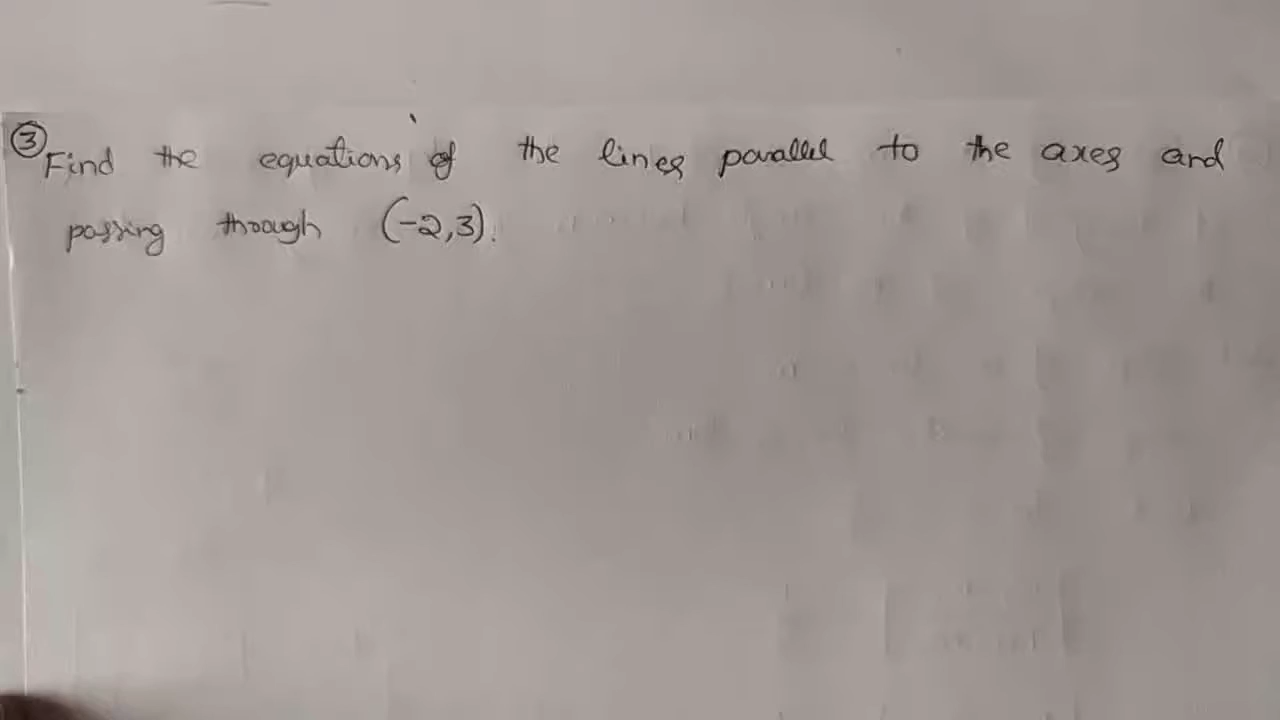 ③ Find the equations of the lines parallel to the axes and
passing through (-2,3).